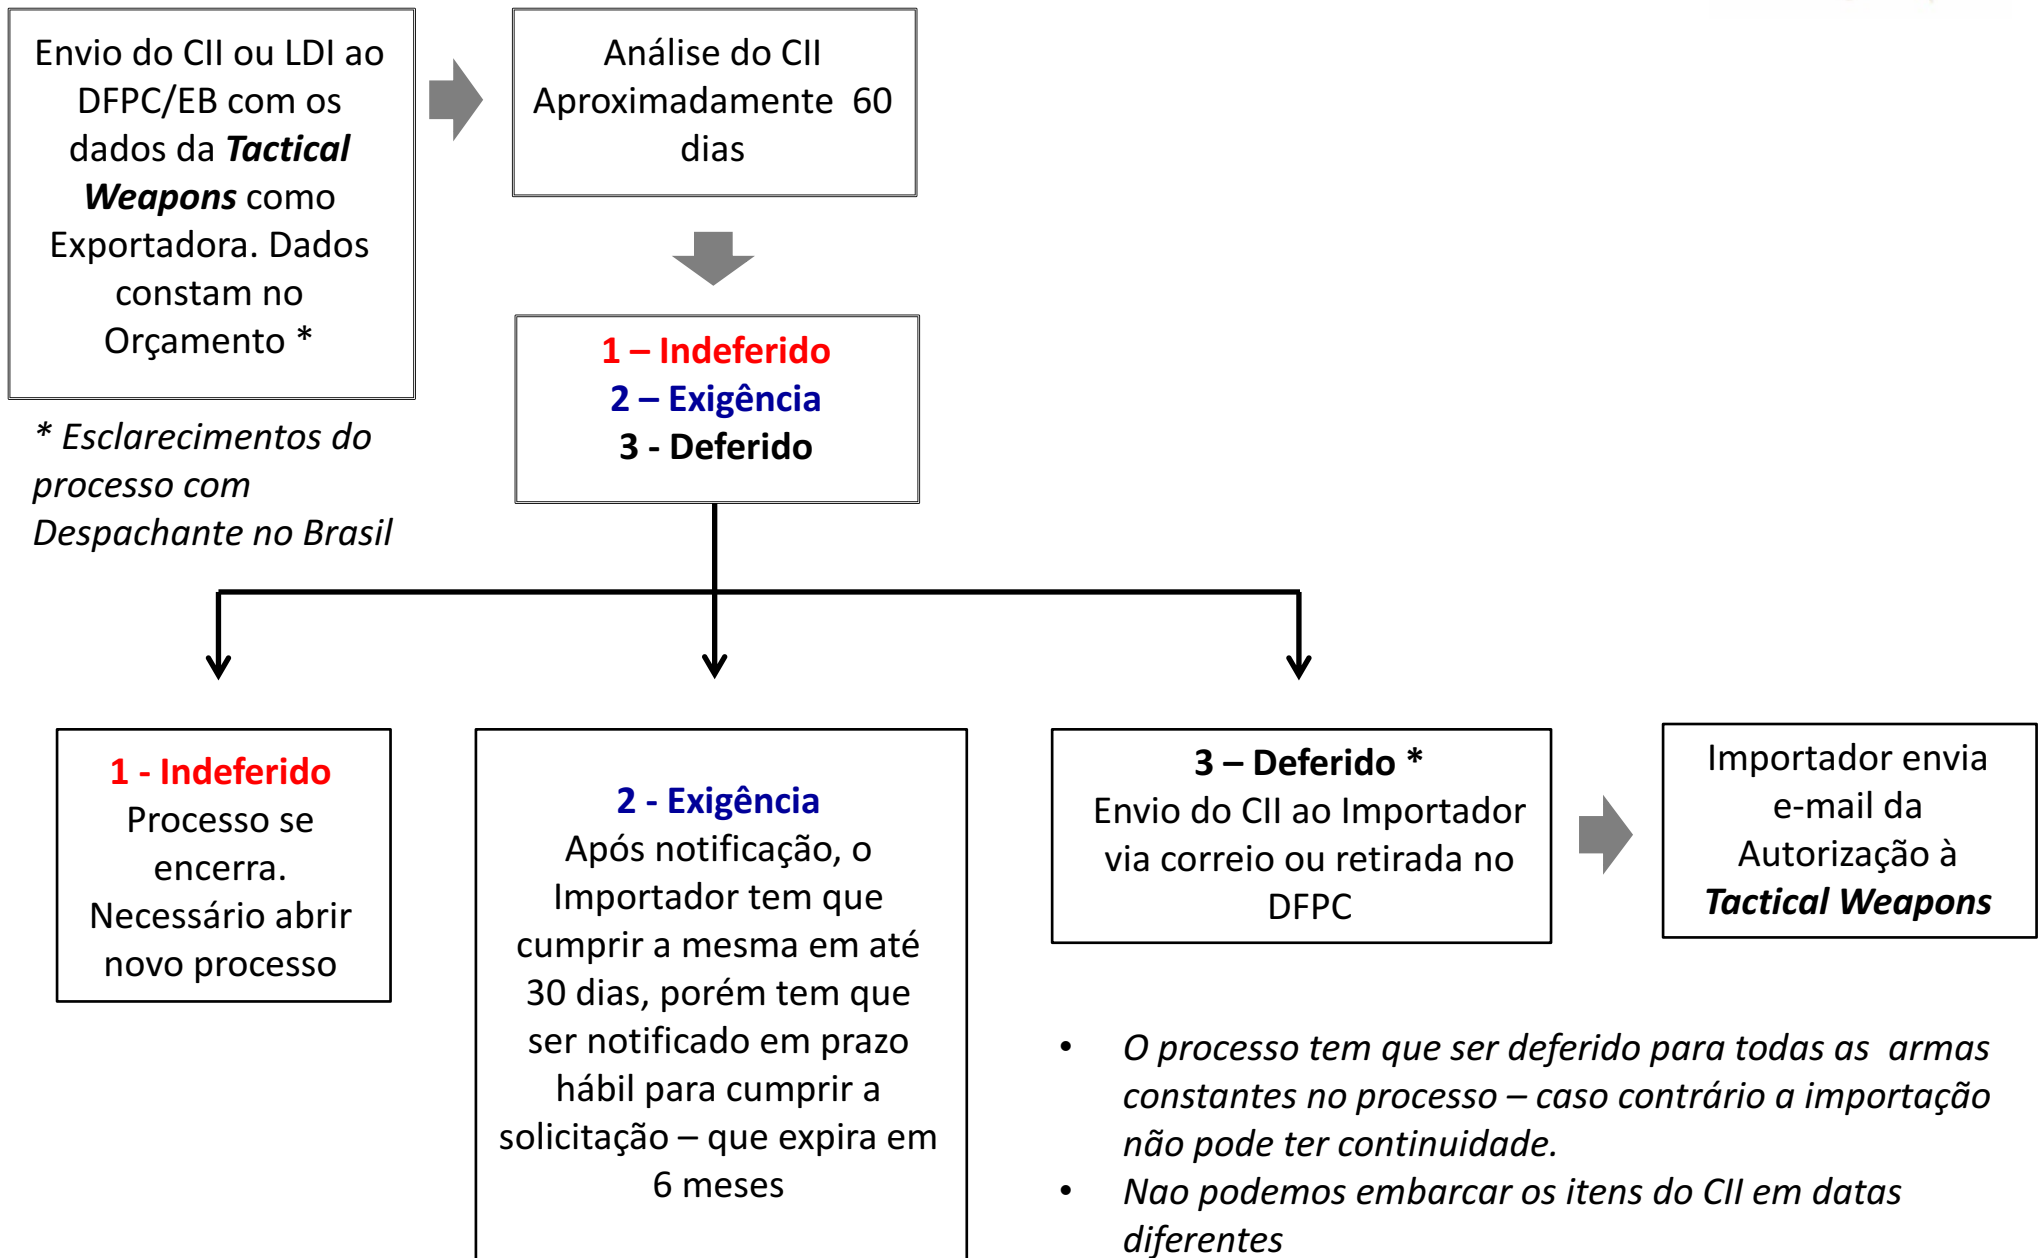 Envio do CII ou LDI ao
DFPC/EB com os
dados da Tactical
Weapons como
Exportadora. Dados
constam no
Orçamento *
* Esclarecimentos do
processo com
Despachante no Brasil
Análise do CII
Aproximadamente 60
dias
1 – Indeferido
2 – Exigência
3 - Deferido
1 - Indeferido
Processo se
encerra.
Necessário abrir
novo processo
2 - Exigência
Após notificação, o
Importador tem que
cumprir a mesma em até
30 dias, porém tem que
ser notificado em prazo
hábil para cumprir a
solicitação – que expira em
6 meses
3 – Deferido *
Envio do CII ao Importador
via correio ou retirada no
DFPC
Importador envia
e-mail da
Autorização à
Tactical Weapons
• O processo tem que ser deferido para todas as armas
constantes no processo – caso contrário a importação
não pode ter continuidade.
• Nao podemos embarcar os itens do CII em datas
diferentes